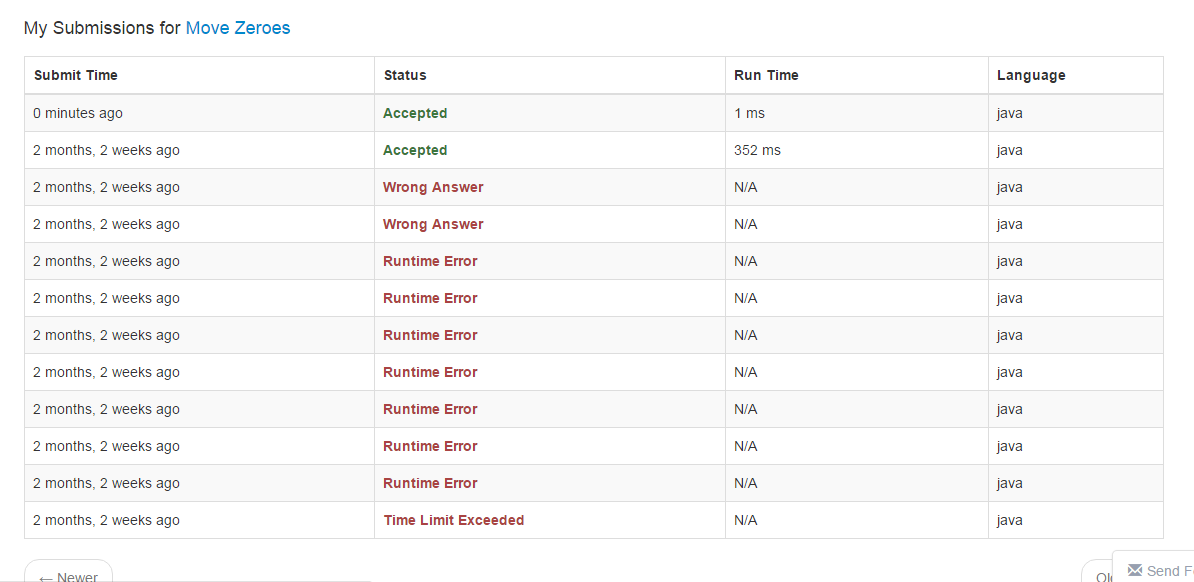 My Submissions for Move Zeroes
Submit Time Status Run Time Language
0 minutes ago Accepted 1 ms java
2 months, 2 weeks ago Accepted 352 ms java
2 months, 2 weeks ago Wrong Answer N/A java
2 months, 2 weeks ago Wrong Answer N/A java
2 months, 2 weeks ago Runtime Error N/A java
2 months, 2 weeks ago Runtime Error N/A java
2 months, 2 weeks ago Runtime Error N/A java
2 months, 2 weeks ago Runtime Error N/A java
2 months, 2 weeks ago Runtime Error N/A java
2 months, 2 weeks ago Runtime Error N/A java
2 months, 2 weeks ago Runtime Error N/A java
2 months, 2 weeks ago Time Limit Exceeded N/A java
← Newer Send